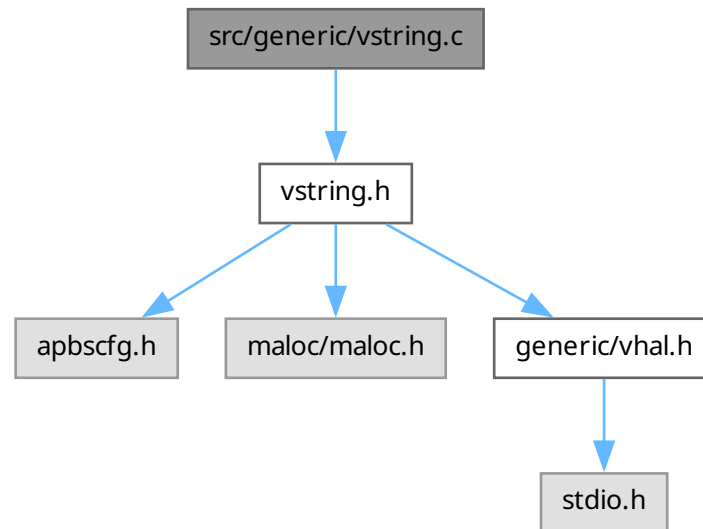 src/generic/vstring.c
vstring.h
apbscfg.h
maloc/maloc.h
generic/vhal.h
stdio.h